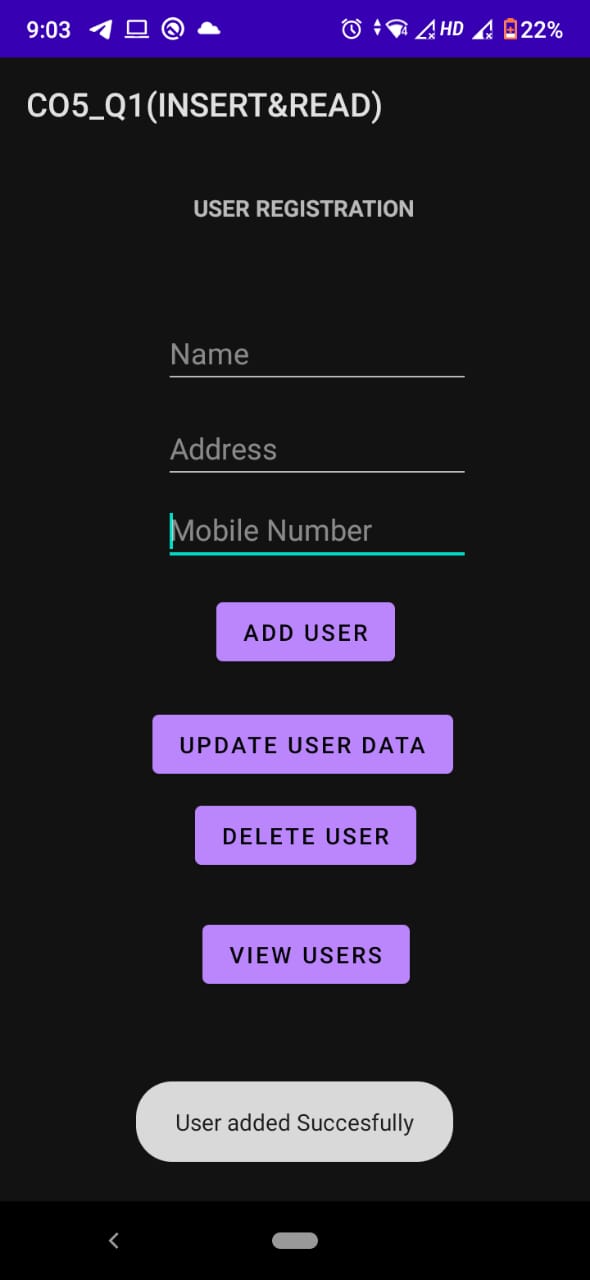 9:03 HD 22%
CO5_Q1(INSERT&READ)
USER REGISTRATION
Name
Address
Mobile Number
ADD USER
UPDATE USER DATA
DELETE USER
VIEW USERS
User added Succesfully